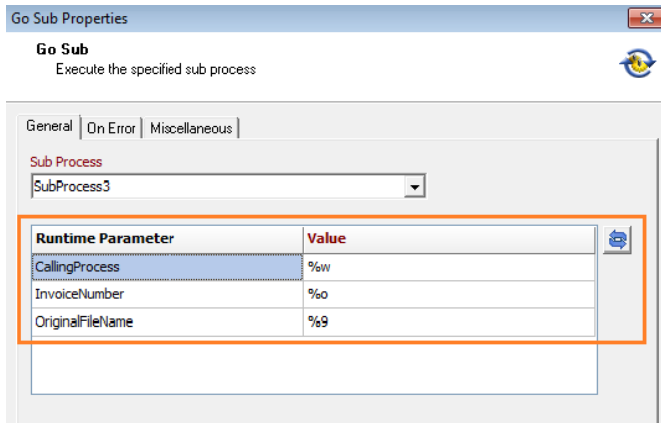 Go Sub Properties
Go Sub
Execute the specified sub process
General On Error Miscellaneous
Sub Process
SubProcess3
Runtime Parameter Value
CallingProcess %w
InvoiceNumber %o
OriginalFileName %9